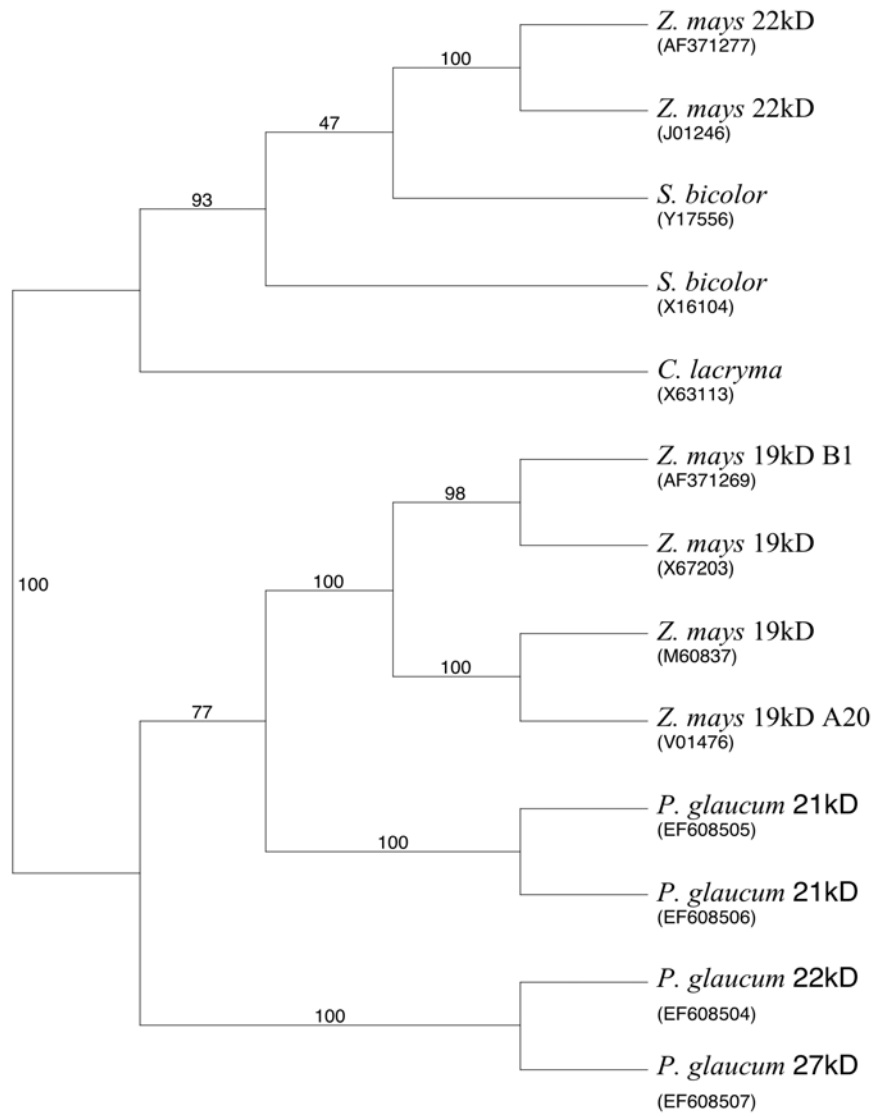 Z. mays 22kD
(AF371277)
100
Z. mays 22kD
(J01246)
47
S. bicolor
(Y17556)
93
S. bicolor
(X16104)
C. lacryma
(X63113)
Z. mays 19kD B1
(AF371269)
98
Z. mays 19kD
(X67203)
100
100
Z. mays 19kD
(M60837)
100
Z. mays 19kD A20
(V01476)
77
P. glaucum 21kD
(EF608505)
100
P. glaucum 21kD
(EF608506)
P. glaucum 22kD
(EF608504)
100
P. glaucum 27kD
(EF608507)